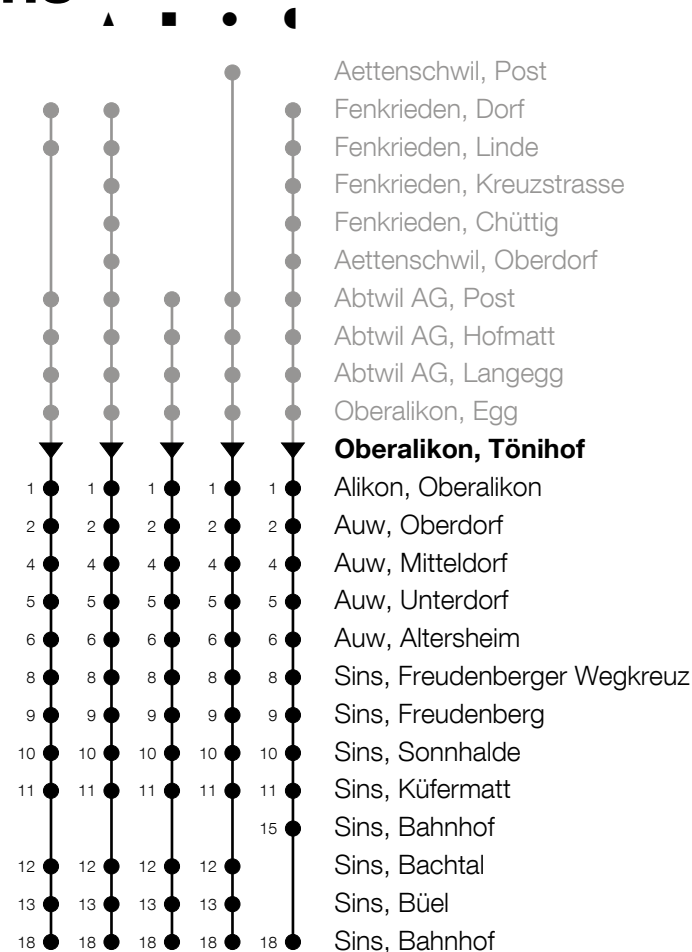 Aettenschwil, Post
Fenkrieden, Dorf
Fenkrieden, Linde
Fenkrieden, Kreuzstrasse
Fenkrieden, Chüttig
Aettenschwil, Oberdorf
Abtwil AG, Post
Abtwil AG, Hofmatt
Abtwil AG, Langegg
Oberalikon, Egg
Oberalikon, Tönihof
1 1 1 1 1 Alikon, Oberalikon
2 2 2 2 2 Auw, Oberdorf
4 4 4 4 4 Auw, Mitteldorf
5 5 5 5 5 Auw, Unterdorf
6 6 6 6 6 Auw, Altersheim
8 8 8 8 8 Sins, Freudenberger Wegkreuz
9 9 9 9 9 Sins, Freudenberg
10 10 10 10 10 Sins, Sonnhalde
11 11 11 11 11 Sins, Küfermatt
15 Sins, Bahnhof
12 12 12 12 Sins, Bachtal
13 13 13 13 Sins, Büel
18 18 18 18 18 Sins, Bahnhof